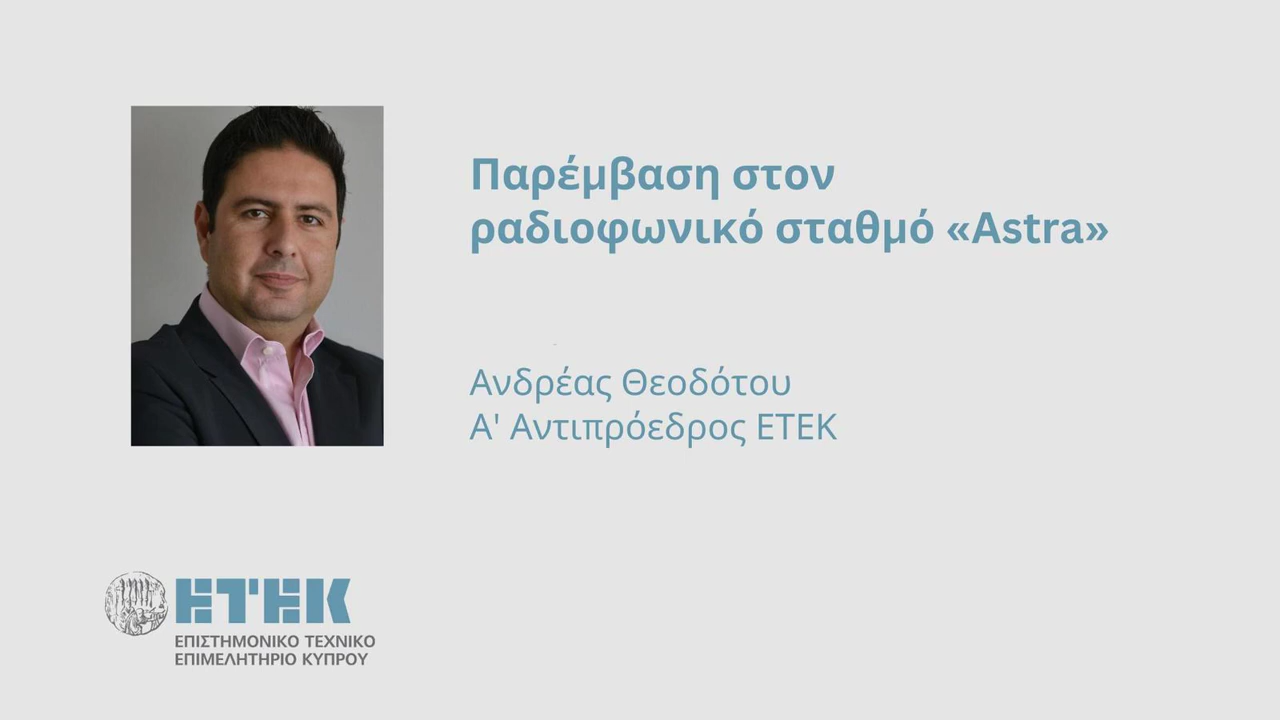 Παρέμβαση στον
ραδιοφωνικό σταθμό «Astra»
Ανδρέας Θεοδότου
Α' Αντιπρόεδρος ΕΤΕΚ
ΕΤΕΚ
ΕΠΙΣΤΗΜΟΝΙΚΟ ΤΕΧΝΙΚΟ
ΕΠΙΜΕΛΗΤΗΡΙΟ ΚΥΠΡΟΥ